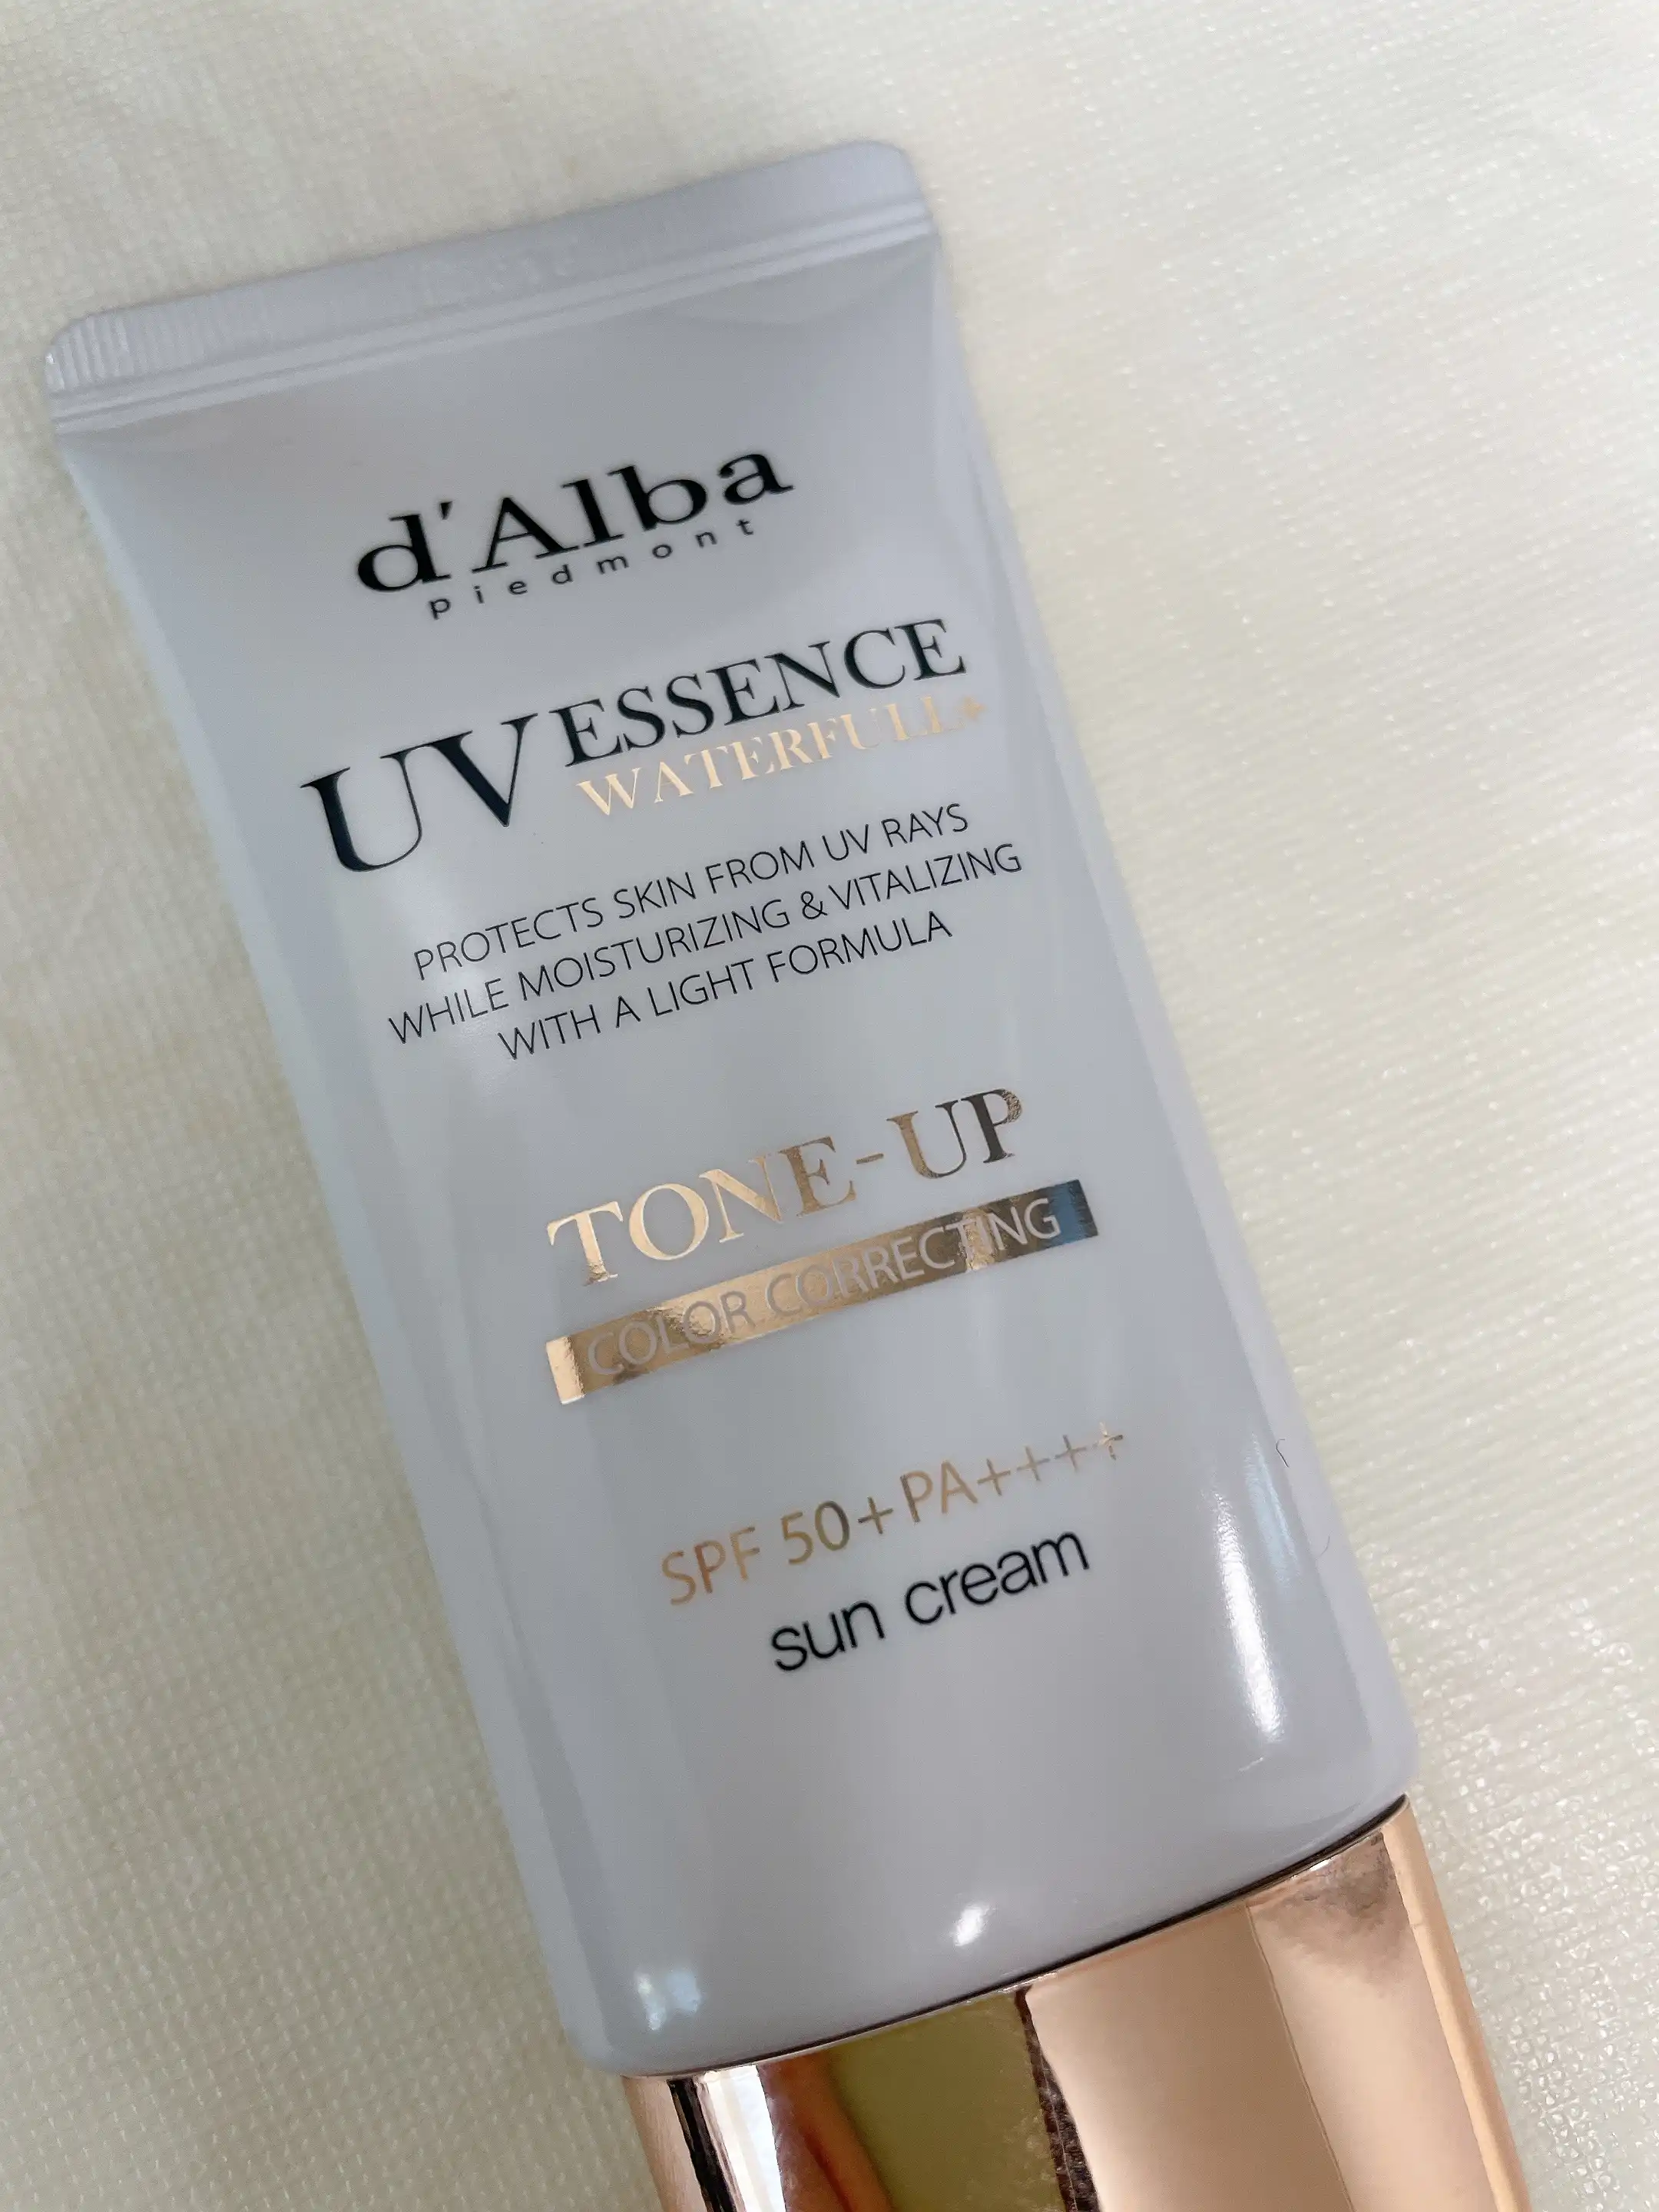 d'Alba
piedmont
UV ESSENCE
WATERFULL+
PROTECTS SKIN FROM UV RAYS
WHILE MOISTURIZING & VITALIZING
WITH A LIGHT FORMULA
TONE-UP
COLOR CORRECTING
SPF 50+ PA++++
sun cream